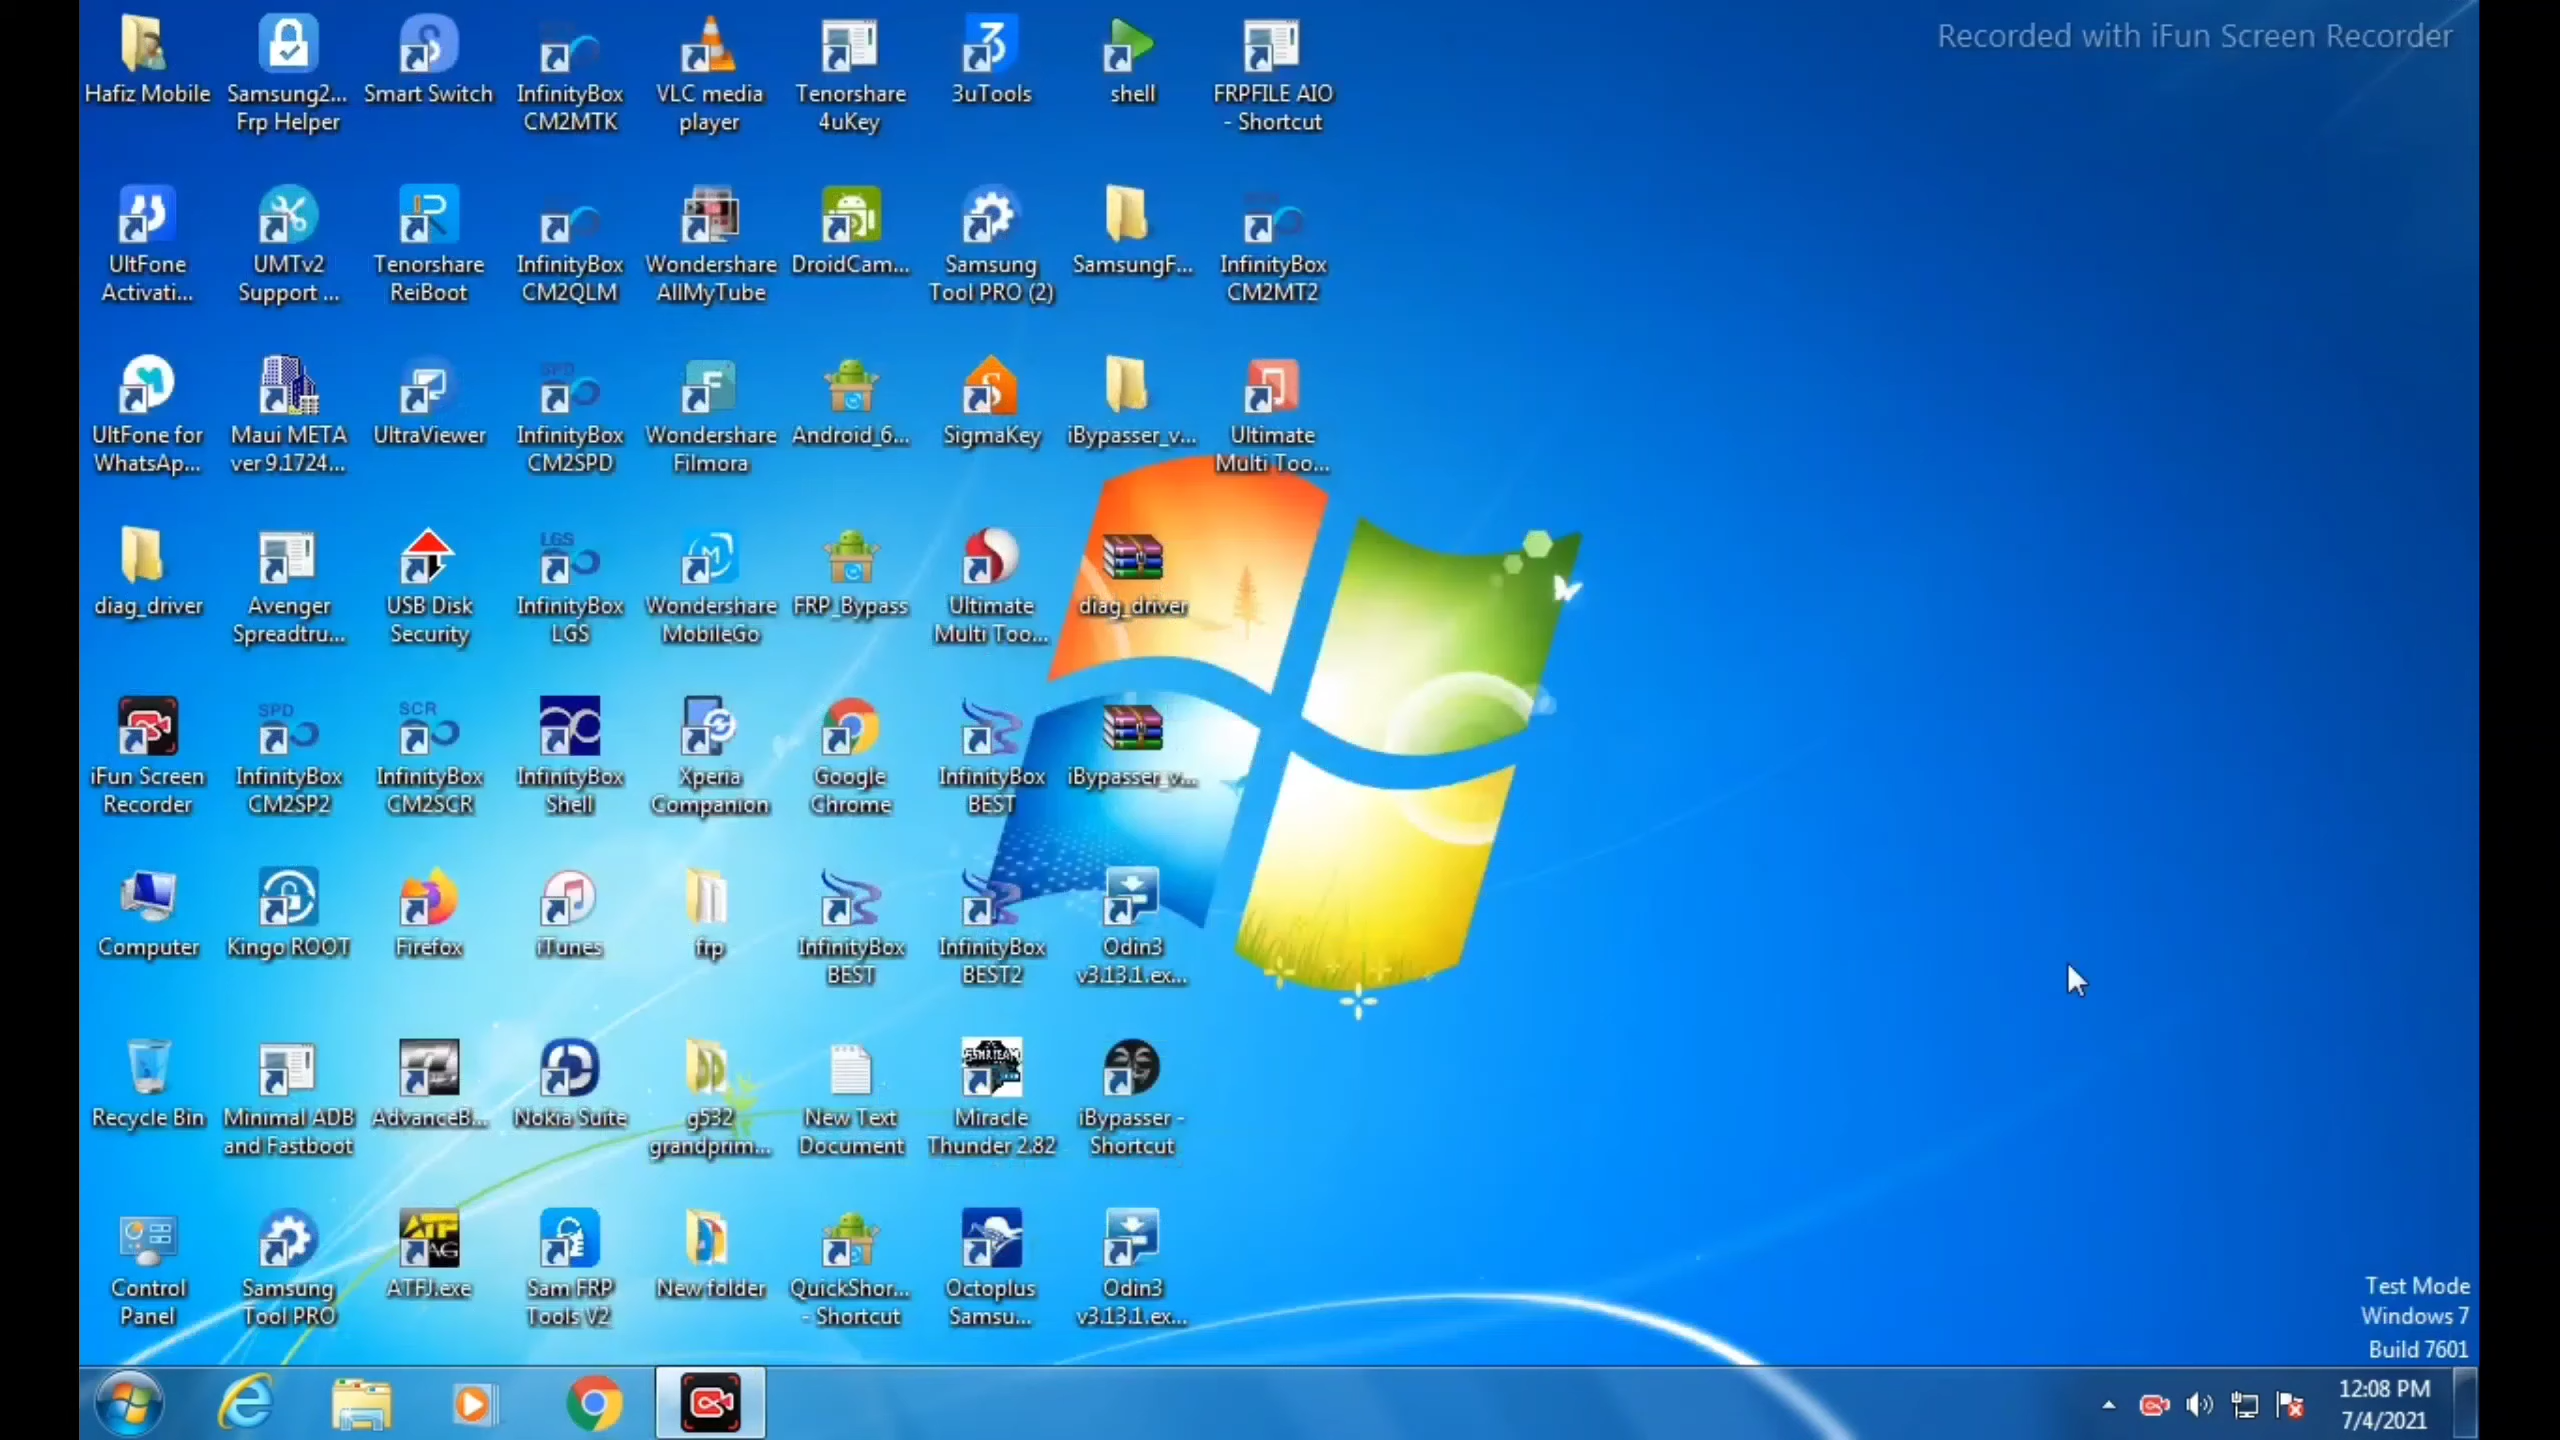 Recorded with iFun Screen Recorder
Hafiz Mobile
Samsung2...
Frp Helper
Smart Switch
InfinityBox
CM2MTK
VLC media
player
Tenorshare
4uKey
3uTools
shell
FRPFILE AIO
- Shortcut
UltFone
Activati...
UMTv2
Support ...
Tenorshare
ReiBoot
InfinityBox
CM2QLM
Wondershare
AllMyTube
DroidCam...
Samsung
Tool PRO (2)
SamsungF...
InfinityBox
CM2MT2
UltFone for
WhatsAp...
Maui META
ver 9.1724...
UltraViewer
SPD
InfinityBox
CM2SPD
Wondershare
Filmora
Android_6...
SigmaKey
iBypasser_v...
Ultimate
Multi Too...
diag_driver
Avenger
Spreadtru...
USB Disk
Security
LGS
InfinityBox
LGS
Wondershare
MobileGo
FRP_Bypass
Ultimate
Multi Too...
diag_driver
iFun Screen
Recorder
SPD
InfinityBox
CM2SP2
SCR
InfinityBox
CM2SCR
InfinityBox
Shell
Xperia
Companion
Google
Chrome
InfinityBox
BEST
iBypasser_v...
Computer
Kingo ROOT
Firefox
iTunes
frp
InfinityBox
BEST
InfinityBox
BEST2
Odin3
v3.13.1.ex...
Recycle Bin
Minimal ADB
and Fastboot
AdvanceB...
Nokia Suite
g532
grandprim...
New Text
Document
Miracle
Thunder 2.82
iBypasser -
Shortcut
Control
Panel
Samsung
Tool PRO
ATFJ.exe
Sam FRP
Tools V2
New folder
QuickShor...
- Shortcut
Octoplus
Samsu...
Odin3
v3.13.1.ex...
Test Mode
Windows 7
Build 7601
12:08 PM
7/4/2021